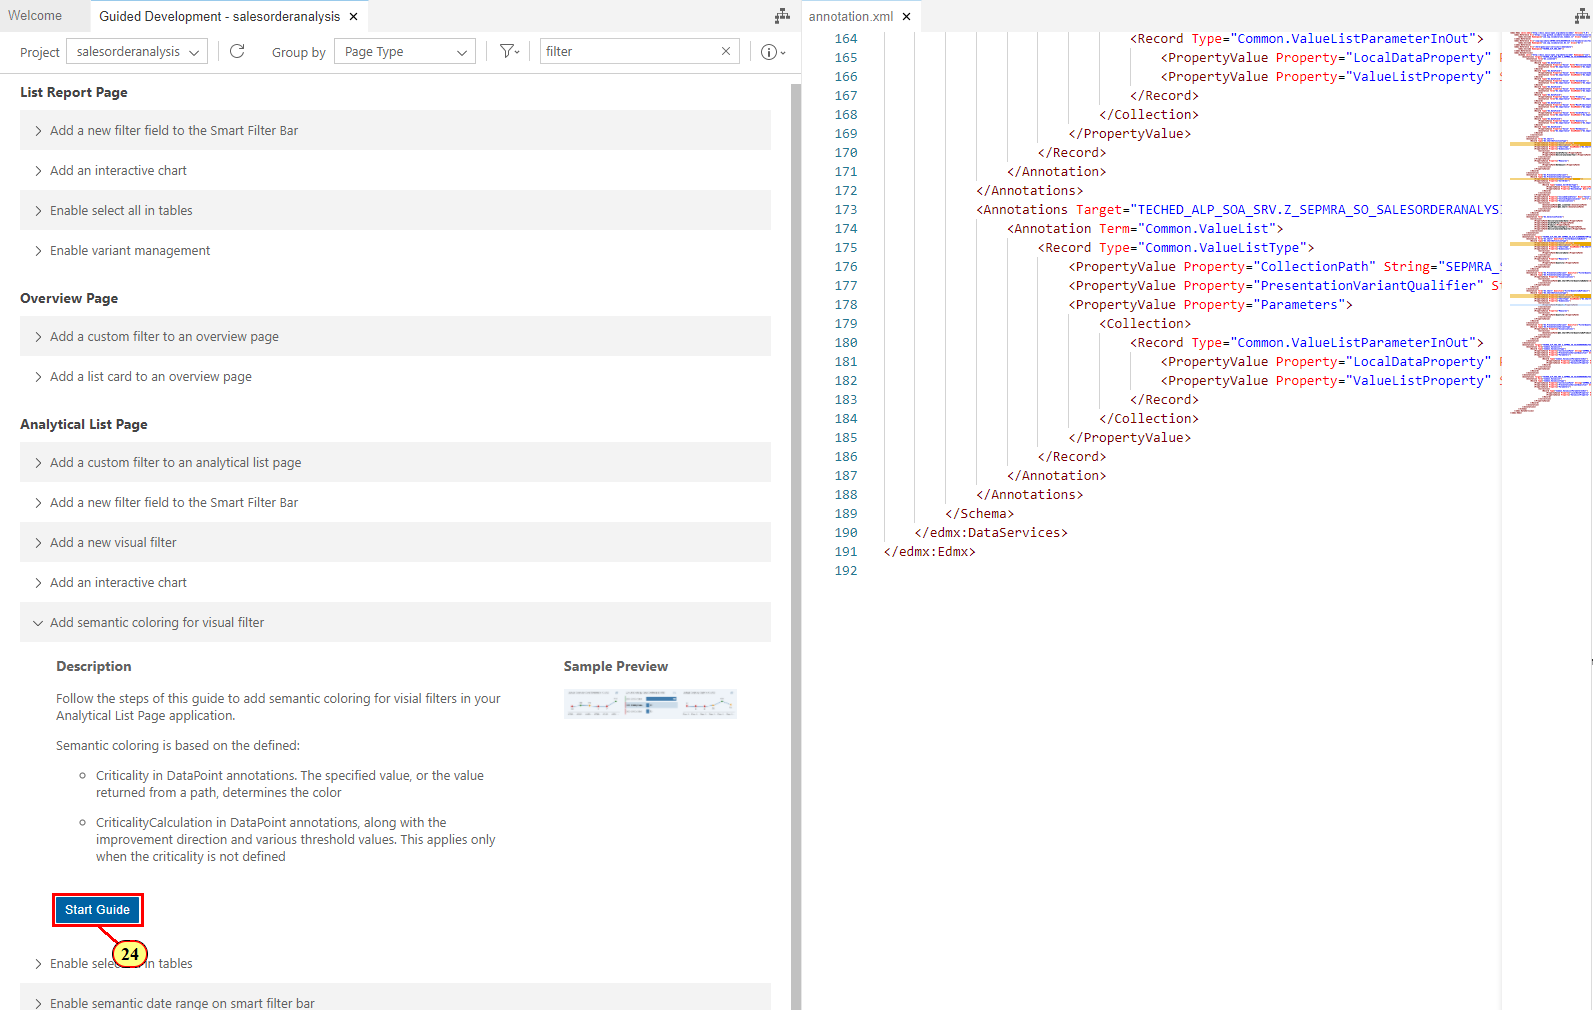 Welcome
Guided Development - salesorderanalysis ×
annotation.xml ×
Project salesorderanalysis Group by Page Type filter ×
List Report Page
Add a new filter field to the Smart Filter Bar
Add an interactive chart
Enable select all in tables
Enable variant management
Overview Page
Add a custom filter to an overview page
Add a list card to an overview page
Analytical List Page
Add a custom filter to an analytical list page
Add a new filter field to the Smart Filter Bar
Add a new visual filter
Add an interactive chart
Add semantic coloring for visual filter
Description
Follow the steps of this guide to add semantic coloring for visial filters in your
Analytical List Page application.
Semantic coloring is based on the defined:
Criticality in DataPoint annotations. The specified value, or the value
returned from a path, determines the color
CriticalityCalculation in DataPoint annotations, along with the
improvement direction and various threshold values. This applies only
when the criticality is not defined
Sample Preview
Start Guide
24
Enable sele in tables
Enable semantic date range on smart filter bar
164 <Record Type="Common.ValueListParameterInOut">
165 <PropertyValue Property="LocalDataProperty"
166 <PropertyValue Property="ValueListProperty"
167 </Record>
168 </Collection>
169 </PropertyValue>
170 </Record>
171 </Annotation>
172 </Annotations>
173 <Annotations Target="TECHED_ALP_SOA_SRV.Z_SEPMRA_SO_SALESORDERANALYSI
174 <Annotation Term="Common.ValueList">
175 <Record Type="Common.ValueListType">
176 <PropertyValue Property="CollectionPath" String="SEPMRA_S
177 <PropertyValue Property="PresentationVariantQualifier" St
178 <PropertyValue Property="Parameters">
179 <Collection>
180 <Record Type="Common.ValueListParameterInOut">
181 <PropertyValue Property="LocalDataProperty"
182 <PropertyValue Property="ValueListProperty"
183 </Record>
184 </Collection>
185 </PropertyValue>
186 </Record>
187 </Annotation>
188 </Annotations>
189 </Schema>
190 </edmx:DataServices>
191 </edmx:Edmx>
192